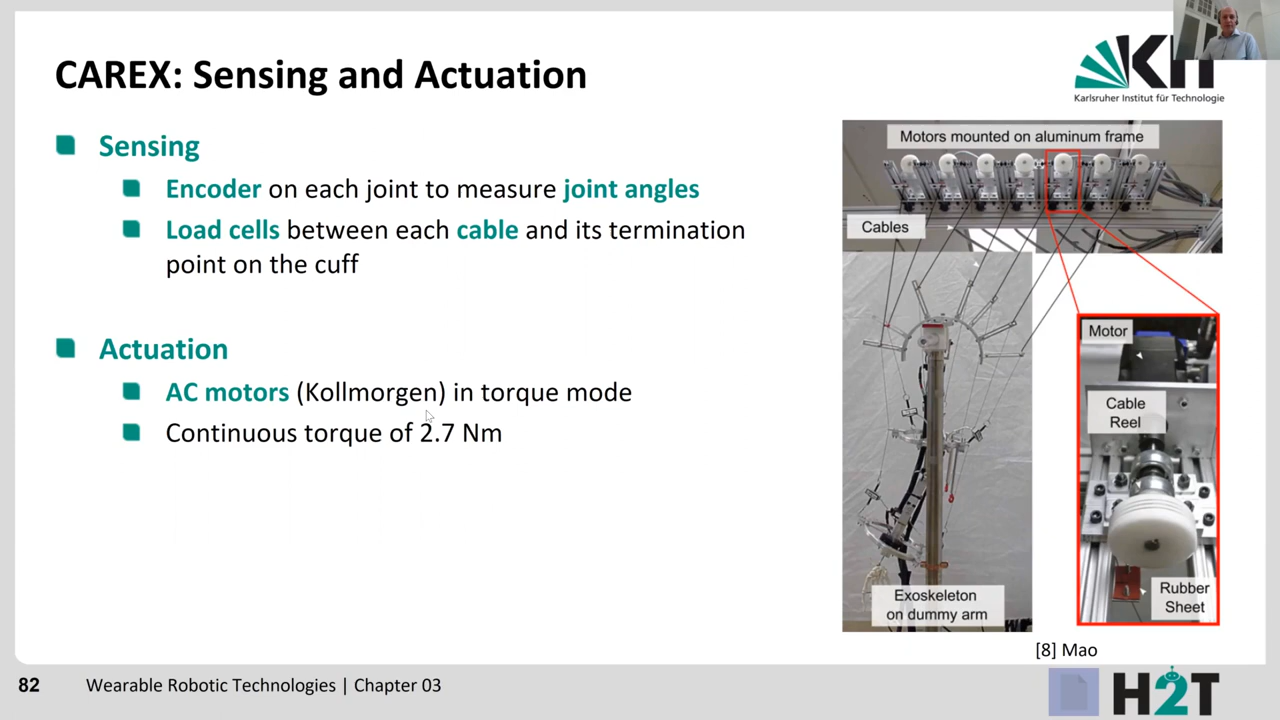 CAREX: Sensing and Actuation
KIT
Karlsruher Institut für Technologie
Sensing
Encoder on each joint to measure joint angles
Load cells between each cable and its termination
point on the cuff
Actuation
AC motors (Kollmorgen) in torque mode
Continuous torque of 2.7 Nm
Motors mounted on aluminum frame
Cables
Motor
Cable
Reel
Rubber
Sheet
Exoskeleton
on dummy arm
[8] Mao
82
Wearable Robotic Technologies | Chapter 03
H2T